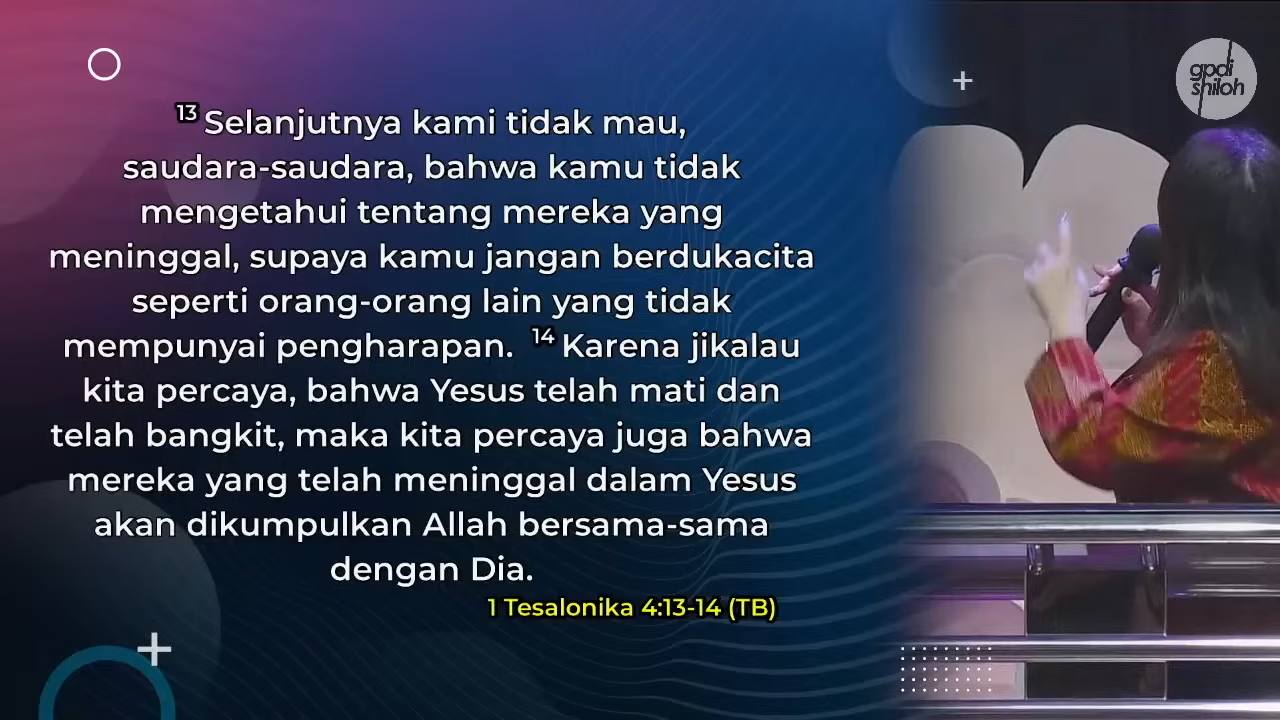 gpdi
shiloh
13 Selanjutnya kami tidak mau,
saudara-saudara, bahwa kamu tidak
mengetahui tentang mereka yang
meninggal, supaya kamu jangan berdukacita
seperti orang-orang lain yang tidak
mempunyai pengharapan. 14 Karena jikalau
kita percaya, bahwa Yesus telah mati dan
telah bangkit, maka kita percaya juga bahwa
mereka yang telah meninggal dalam Yesus
akan dikumpulkan Allah bersama-sama
dengan Dia.
1 Tesalonika 4:13-14 (TB)